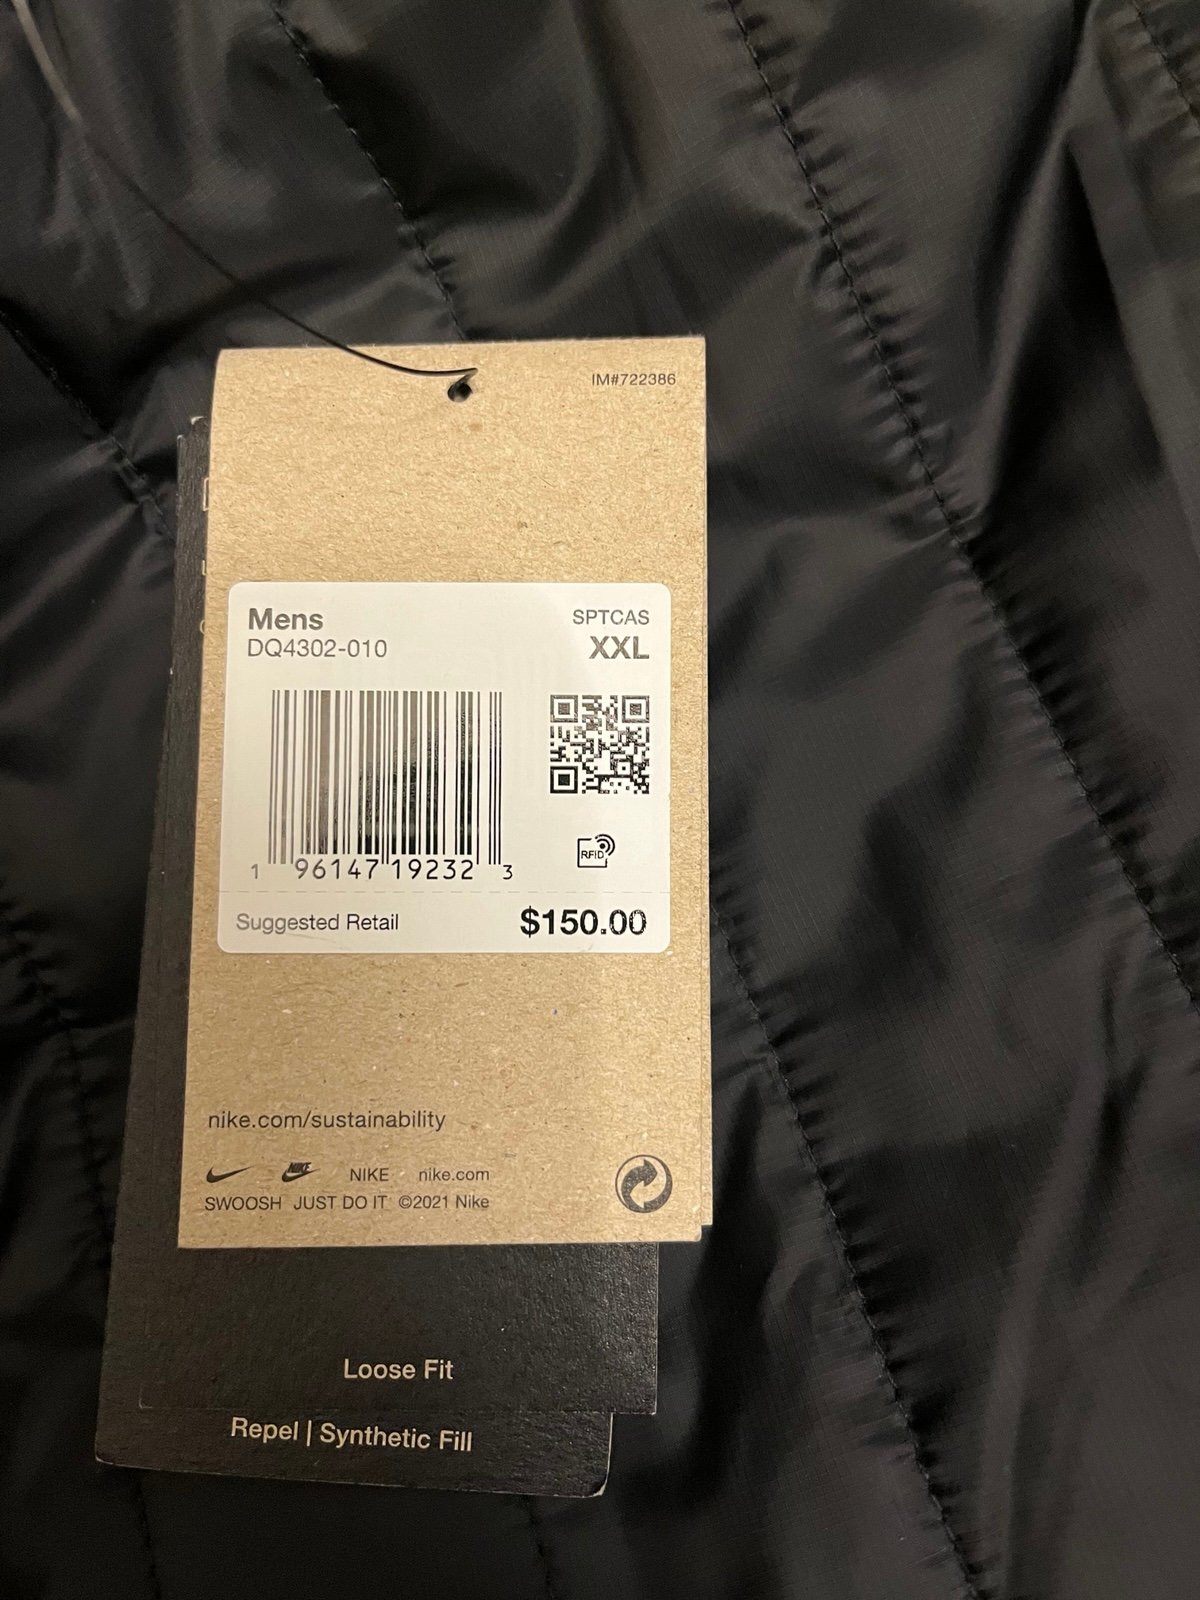 IM#722386
Mens
SPTCAS
DQ4302-010
XXL
RFID
1 96147 19232 3
Suggested Retail
$150.00
nike.com/sustainability
NIKE NIKE nike.com
SWOOSH JUST DO IT ©2021 Nike
Loose Fit
Repel | Synthetic Fill